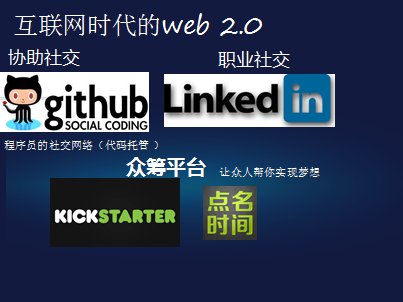 互联网时代的web 2.0
协助社交
职业社交
github
SOCIAL CODING
Linked in
程序员的社交网络（代码托管）
众筹平台 让众人帮你实现梦想
KICKSTARTER
点名
时间